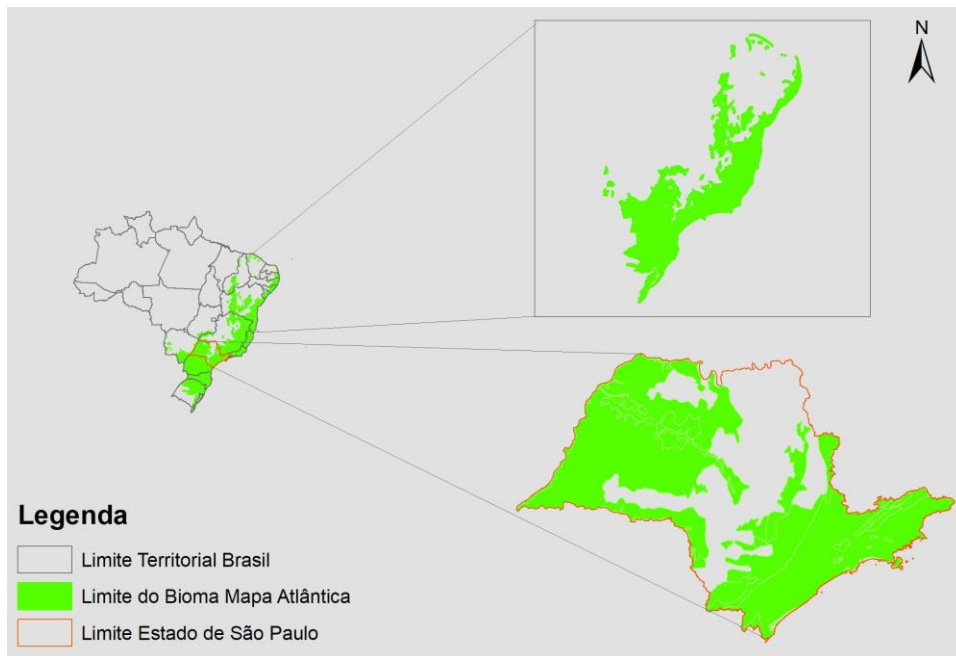 N
Legenda
Limite Territorial Brasil
Limite do Bioma Mapa Atlântica
Limite Estado de São Paulo